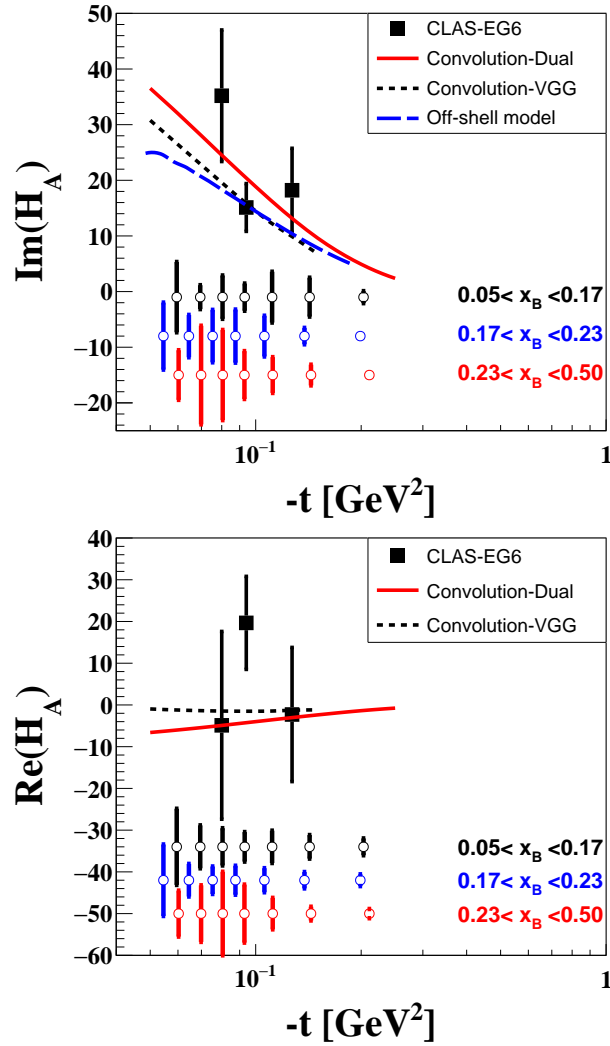 CLAS-EG6
Convolution-Dual
Convolution-VGG
Off-shell model
50
40
30
20
10
0
−10
−20
Im(H_A)
0.05< x_B <0.17
0.17< x_B <0.23
0.23< x_B <0.50
10^−1
1
-t [GeV^2]
CLAS-EG6
Convolution-Dual
Convolution-VGG
40
30
20
10
0
−10
−20
−30
−40
−50
−60
Re(H_A)
0.05< x_B <0.17
0.17< x_B <0.23
0.23< x_B <0.50
10^−1
1
-t [GeV^2]